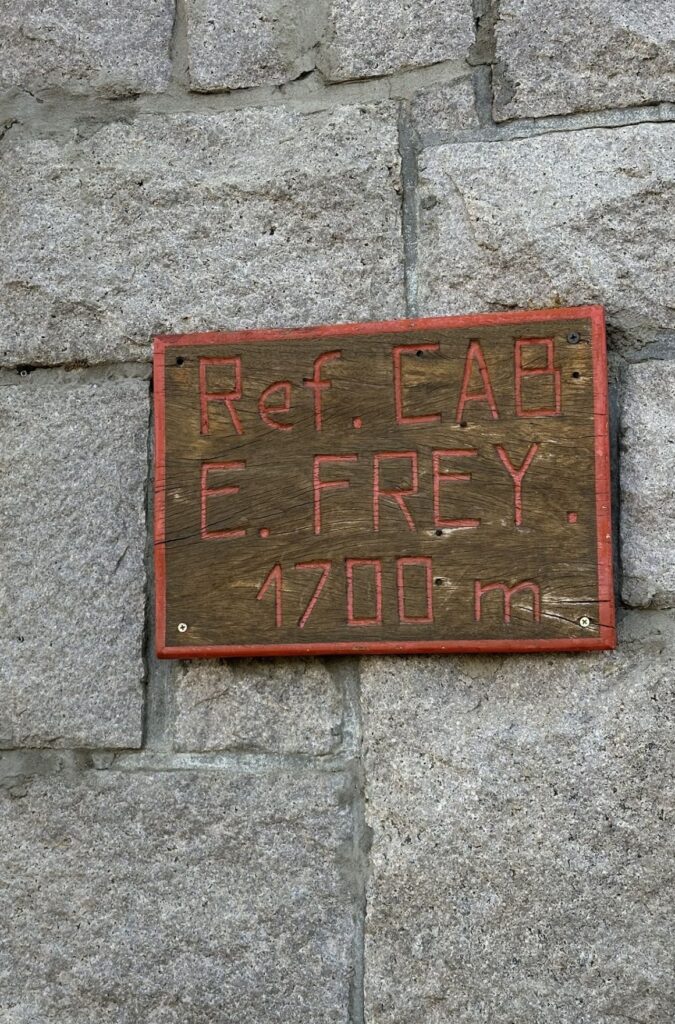 Ref. CAB
E. FREY.
1700 m